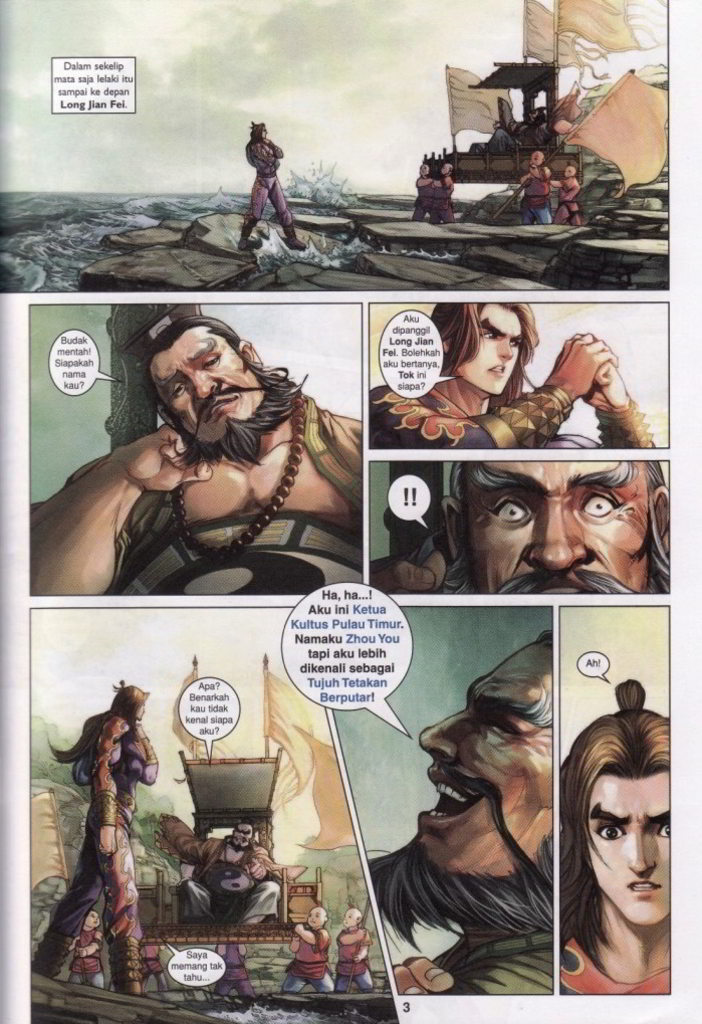 Dalam sekelip
mata saja lelaki itu
sampai ke depan
Long Jian Fei.
Budak
mentah!
Siapakah
nama
kau?
Aku
dipanggil
Long Jian
Fei. Bolehkah
aku bertanya,
Tok ini
siapa?
!!
Apa?
Benarkah
kau tidak
kenal siapa
aku?
Saya
memang tak
tahu...
Ha, ha...!
Aku ini Ketua
Kultus Pulau Timur.
Namaku Zhou You
tapi aku lebih
dikenali sebagai
Tujuh Tetakan
Berputar!
Ah!
3